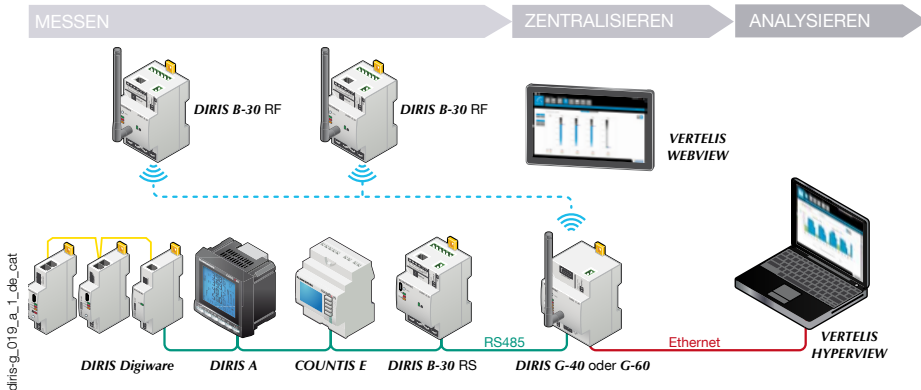 MESSEN
ZENTRALISIEREN
ANALYSIEREN
DIRIS B-30 RF
DIRIS B-30 RF
VERTELIS
WEBVIEW
diris-g_019_a_1_de_cat
RS485
Ethernet
DIRIS Digiware
DIRIS A
COUNTIS E
DIRIS B-30 RS
DIRIS G-40 oder G-60
VERTELIS
HYPERVIEW